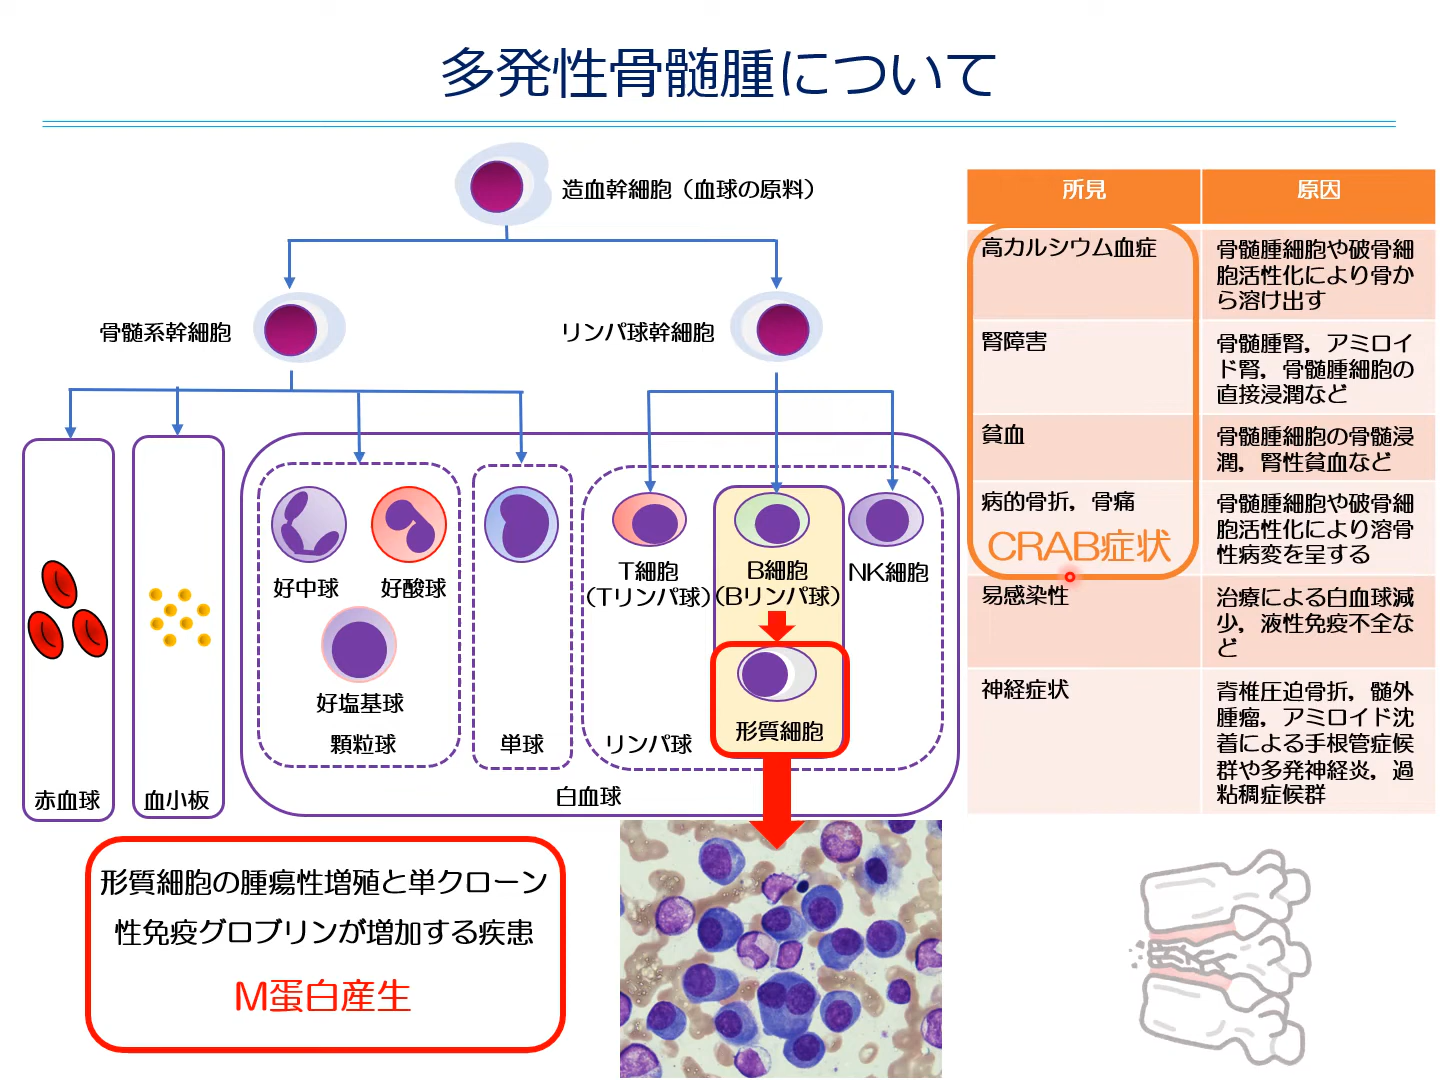 多発性骨髄腫について
造血幹細胞（血球の原料）
骨髄系幹細胞
リンパ球幹細胞
好中球
好酸球
好塩基球
顆粒球
単球
T細胞
（Tリンパ球）
B細胞
（Bリンパ球）
NK細胞
形質細胞
リンパ球
白血球
赤血球
血小板
形質細胞の腫瘍性増殖と単クローン
性免疫グロブリンが増加する疾患
M蛋白産生
所見
原因
高カルシウム血症
骨髄腫細胞や破骨細
胞活性化により骨か
ら溶け出す
腎障害
骨髄腫腎，アミロイ
ド腎，骨髄腫細胞の
直接浸潤など
貧血
骨髄腫細胞の骨髄浸
潤，腎性貧血など
病的骨折，骨痛
CRAB症状
骨髄腫細胞や破骨細
胞活性化により溶骨
性病変を呈する
易感染性
治療による白血球減
少，液性免疫不全な
ど
神経症状
脊椎圧迫骨折，髄外
腫瘤，アミロイド沈
着による手根管症候
群や多発神経炎，過
粘稠症候群